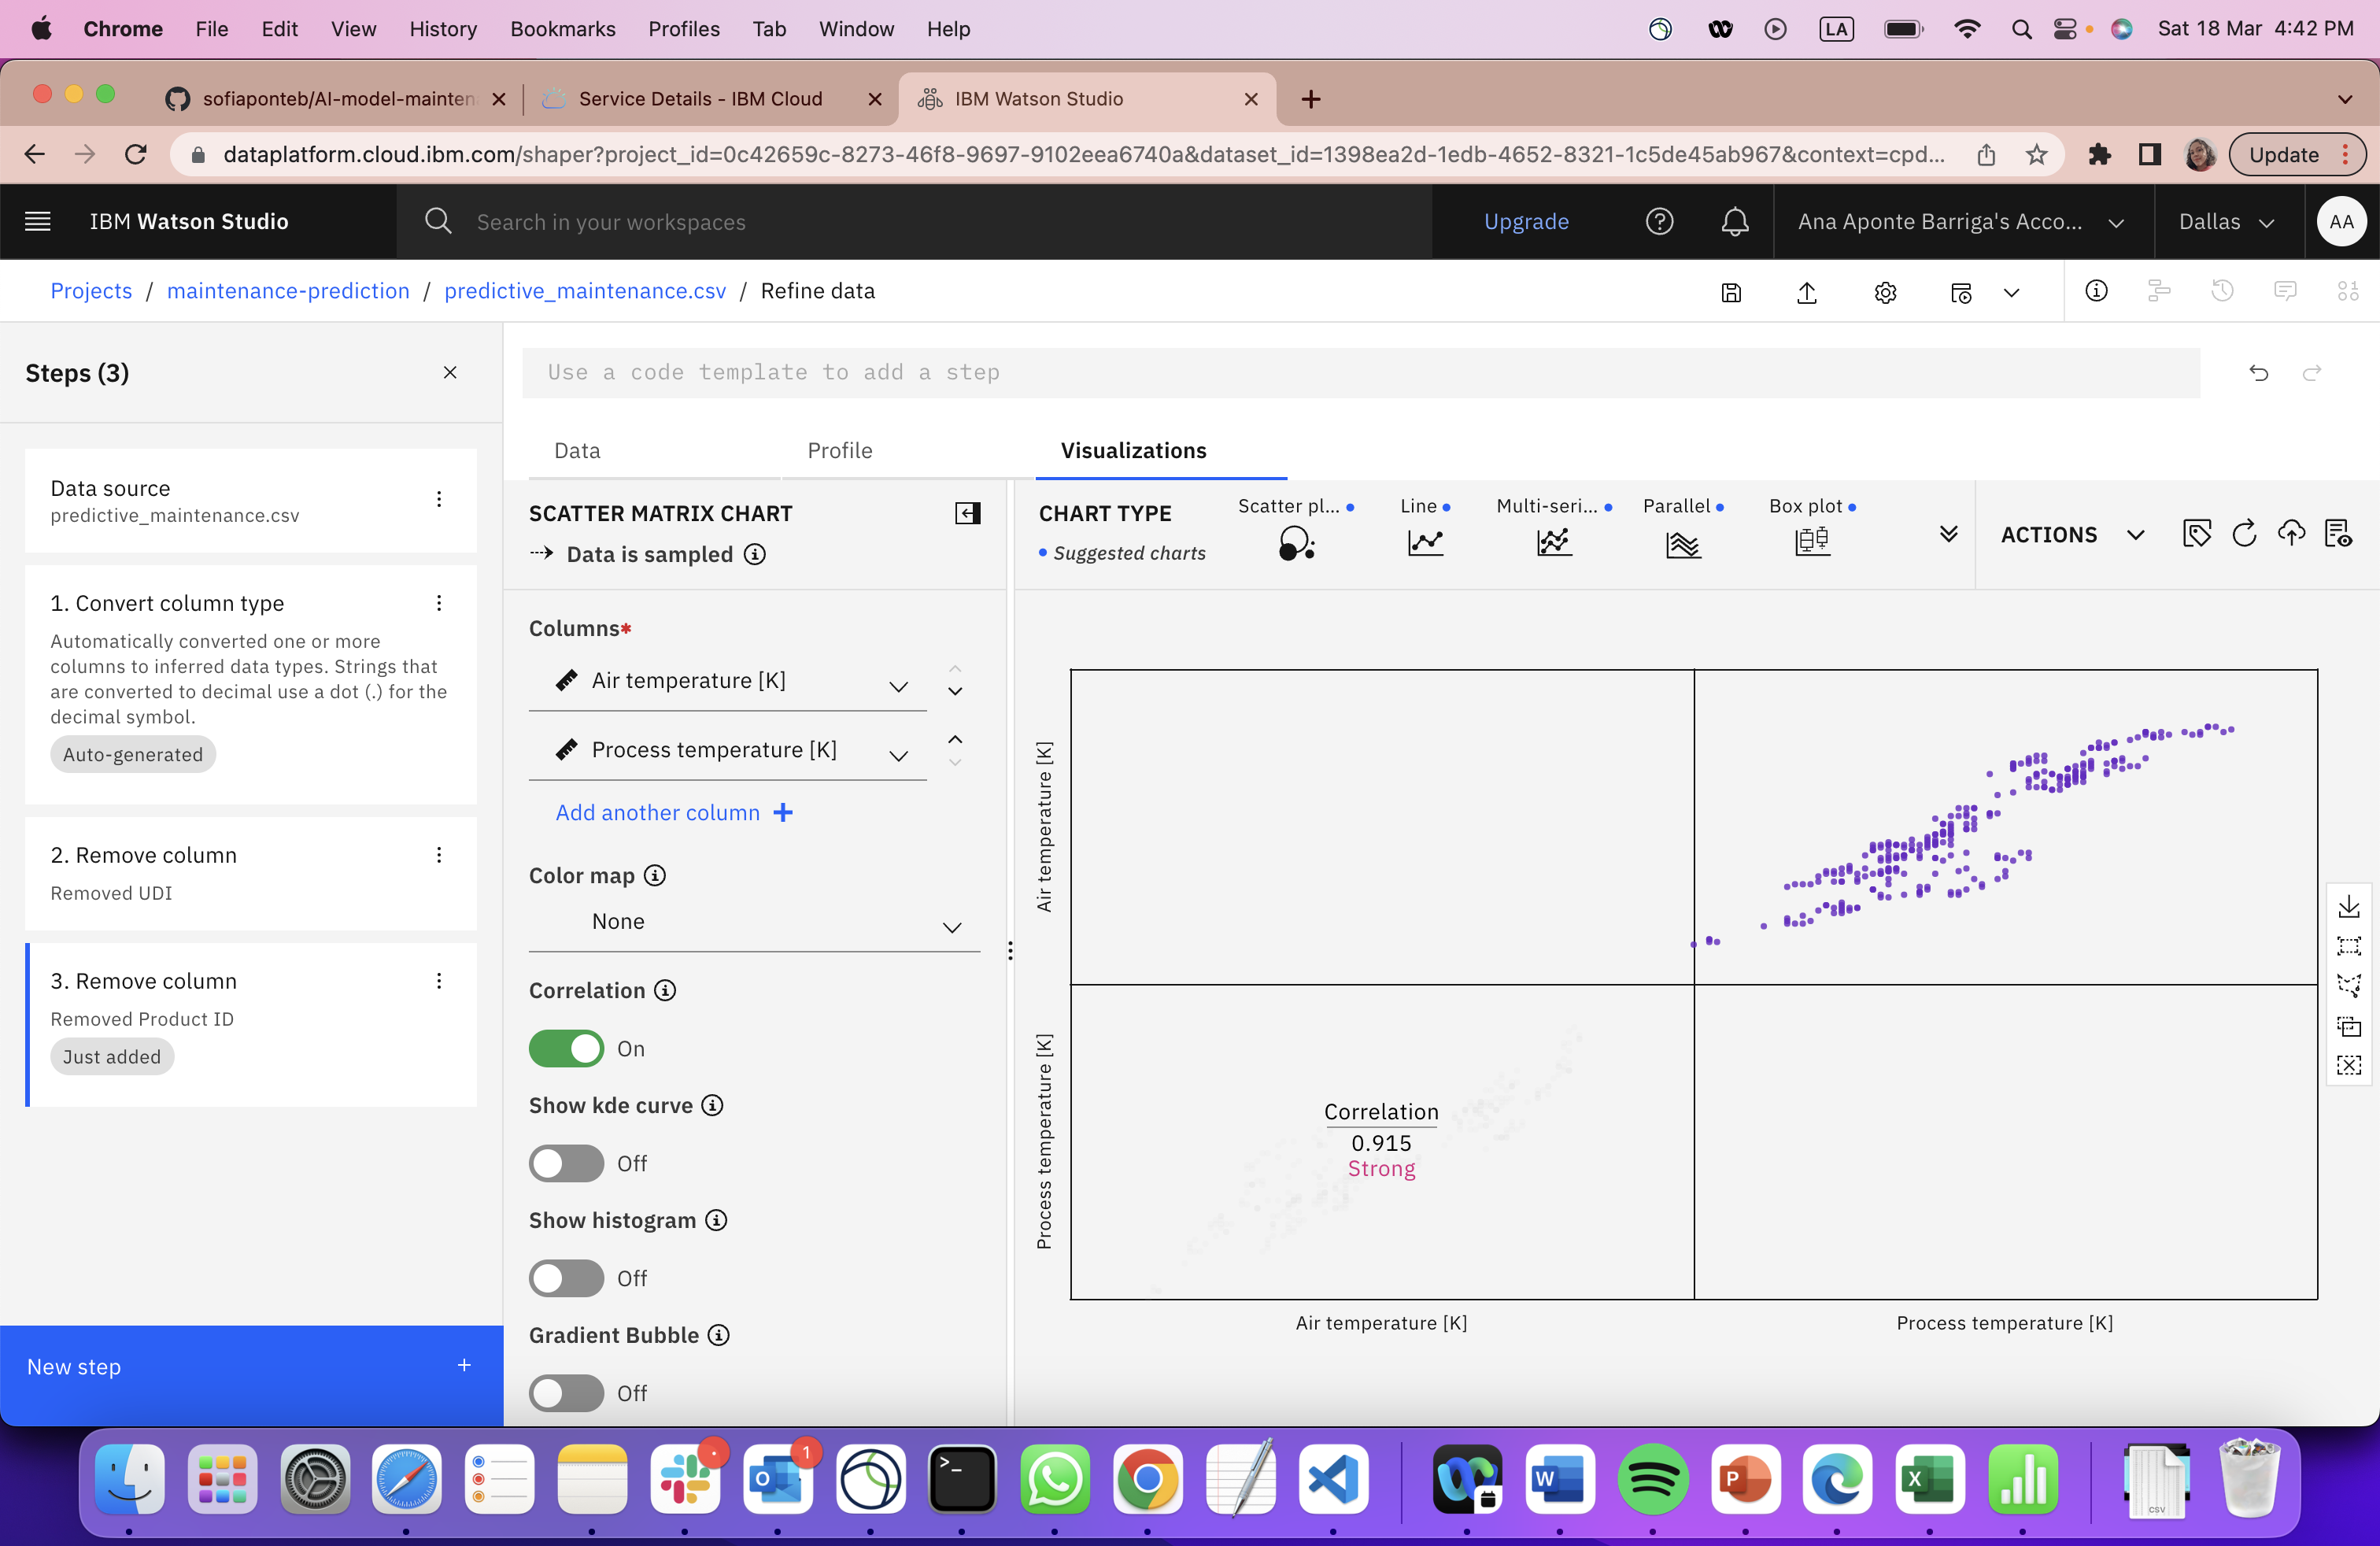 Chrome File Edit View History Bookmarks Profiles Tab Window Help
LA
Sat 18 Mar 4:42 PM
sofiaponteb/AI-model-mainten
Service Details - IBM Cloud
IBM Watson Studio
dataplatform.cloud.ibm.com/shaper?project_id=0c42659c-8273-46f8-9697-9102eea6740a&dataset_id=1398ea2d-1edb-4652-8321-1c5de45ab967&context=cpd...
Update
IBM Watson Studio
Search in your workspaces
Upgrade
Ana Aponte Barriga's Acco...
Dallas
AA
Projects / maintenance-prediction / predictive_maintenance.csv / Refine data
Steps (3)
Data source
predictive_maintenance.csv
1. Convert column type
Automatically converted one or more
columns to inferred data types. Strings that
are converted to decimal use a dot (.) for the
decimal symbol.
Auto-generated
2. Remove column
Removed UDI
3. Remove column
Removed Product ID
Just added
New step
Use a code template to add a step
Data
Profile
Visualizations
SCATTER MATRIX CHART
Data is sampled
Columns*
Air temperature [K]
Process temperature [K]
Add another column
Color map
None
Correlation
On
Show kde curve
Off
Show histogram
Off
Gradient Bubble
Off
CHART TYPE
Suggested charts
Scatter pl...
Line
Multi-seri...
Parallel
Box plot
ACTIONS
Air temperature [K]
Process temperature [K]
Correlation
0.915
Strong
Air temperature [K]
Process temperature [K]
1
O
>_
W
P
X
CSV